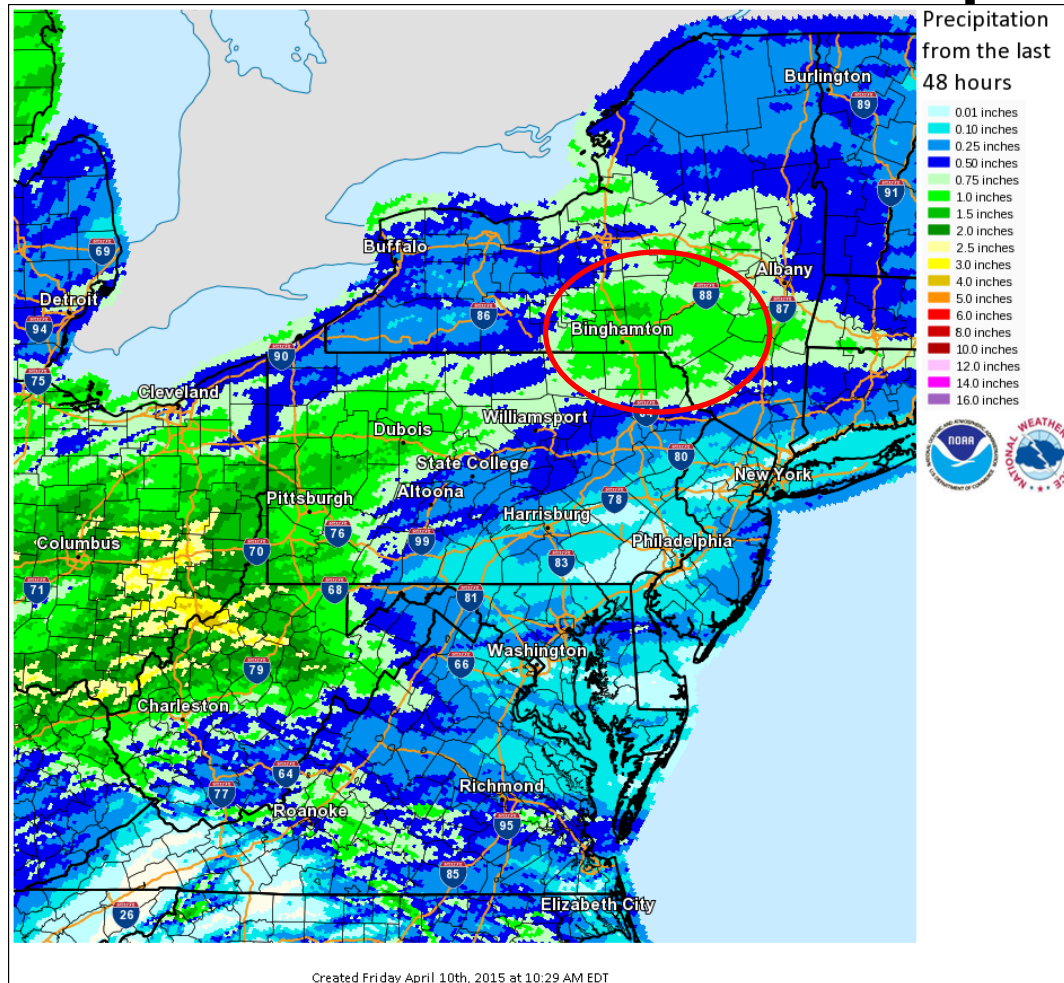 Precipitation
from the last
48 hours
0.01 inches
0.10 inches
0.25 inches
0.50 inches
0.75 inches
1.0 inches
1.5 inches
2.0 inches
2.5 inches
3.0 inches
4.0 inches
5.0 inches
6.0 inches
8.0 inches
10.0 inches
12.0 inches
14.0 inches
16.0 inches
NOAA
NATIONAL WEATHER
Burlington
89
91
69
Buffalo
Albany
Detroit
88
87
94
86
Binghamton
90
75
Cleveland
Williamsport
Dubois
80
State College
New York
Altoona
78
Pittsburgh
Harrisburg
76
99
Columbus
70
Philadelphia
83
71
68
81
Washington
66
79
Charleston
64
77
Richmond
Roanoke
95
85
Elizabeth City
26
Created Friday April 10th, 2015 at 10:29 AM EDT